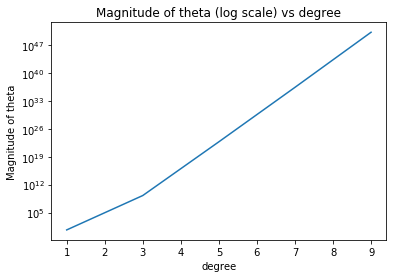 Magnitude of theta (log scale) vs degree
10^47
10^40
10^33
10^26
10^19
10^12
10^5
Magnitude of theta
1 2 3 4 5 6 7 8 9
degree